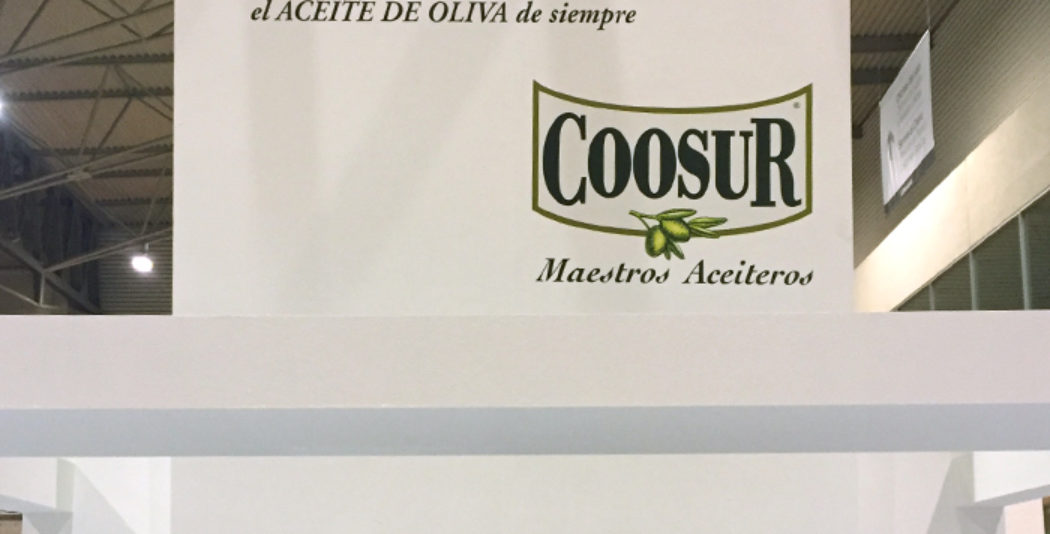 el ACEITE DE OLIVA de siempre
COOSUR®
Maestros Aceiteros